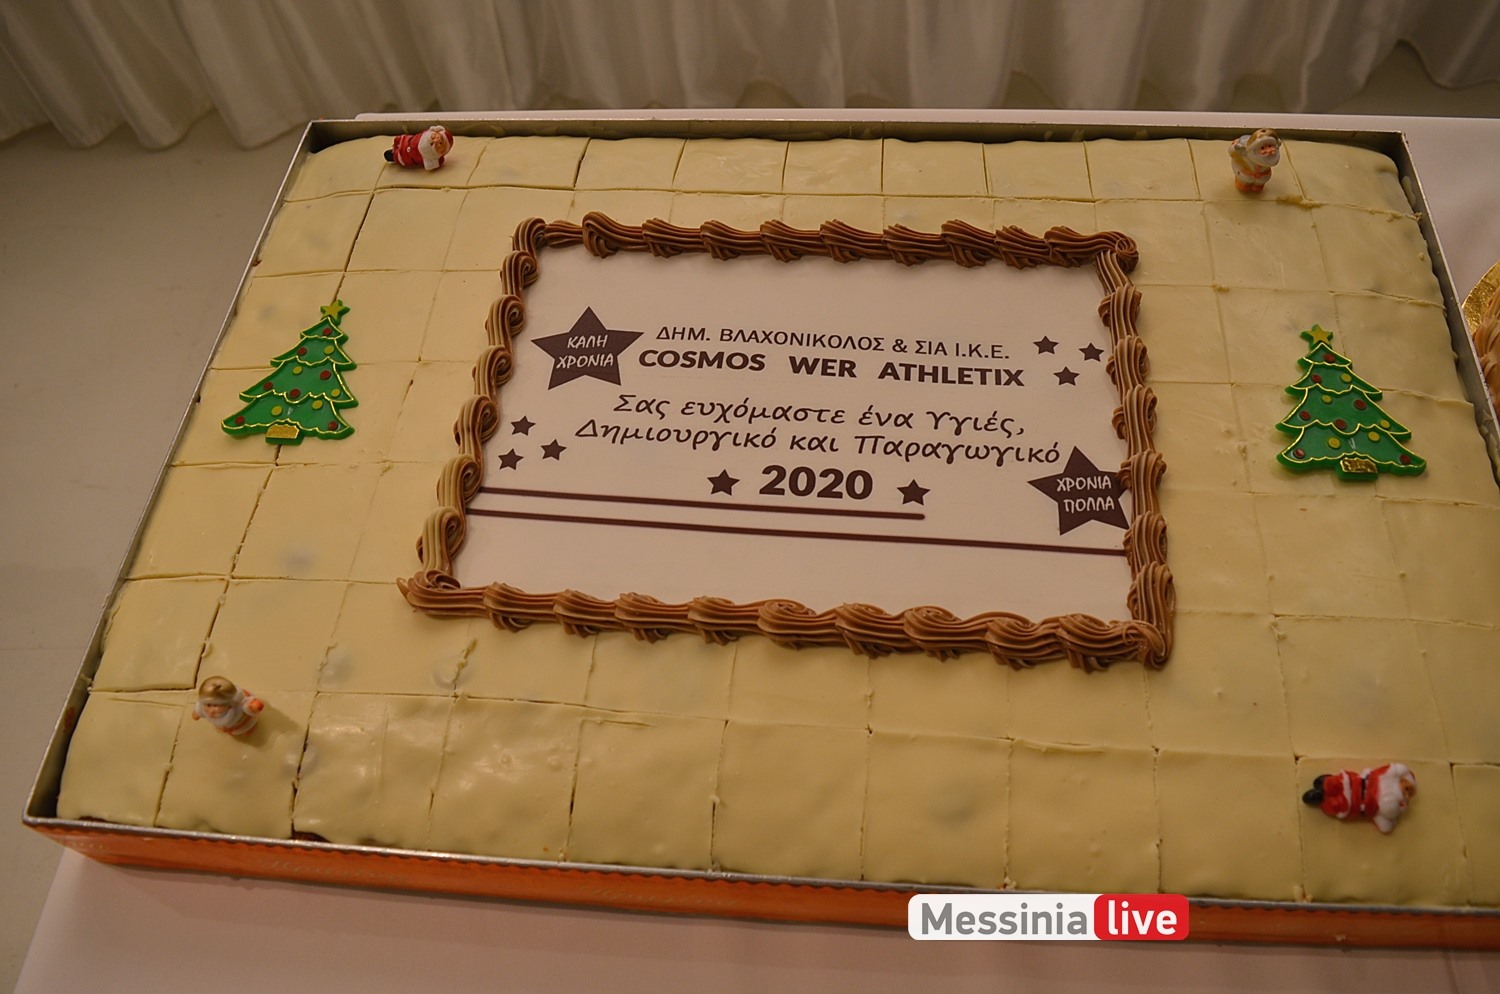 ΚΑΛΗ
ΧΡΟΝΙΑ
ΔΗΜ. ΒΛΑΧΟΝΙΚΟΛΟΣ & ΣΙΑ Ι.Κ.Ε.
COSMOS WER ATHLETIX
Σας ευχόμαστε ένα Υγιές,
Δημιουργικό και Παραγωγικό
2020
ΧΡΟΝΙΑ
ΠΟΛΛΑ
Messinia live